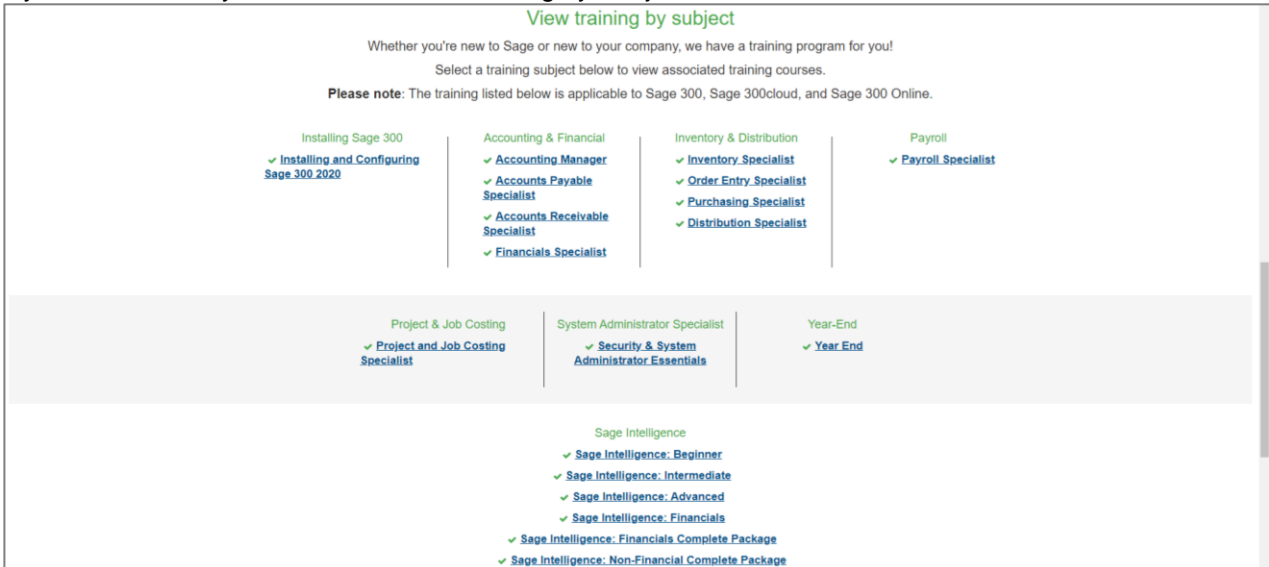 View training by subject
Whether you're new to Sage or new to your company, we have a training program for you!
Select a training subject below to view associated training courses.
Please note: The training listed below is applicable to Sage 300, Sage 300cloud, and Sage 300 Online.
Installing Sage 300
Installing and Configuring
Sage 300 2020
Accounting & Financial
Accounting Manager
Accounts Payable
Specialist
Accounts Receivable
Specialist
Financials Specialist
Inventory & Distribution
Inventory Specialist
Order Entry Specialist
Purchasing Specialist
Distribution Specialist
Payroll
Payroll Specialist
Project & Job Costing
Project and Job Costing
Specialist
System Administrator Specialist
Security & System
Administrator Essentials
Year-End
Year End
Sage Intelligence
Sage Intelligence: Beginner
Sage Intelligence: Intermediate
Sage Intelligence: Advanced
Sage Intelligence: Financials
Sage Intelligence: Financials Complete Package
Sage Intelligence: Non-Financial Complete Package